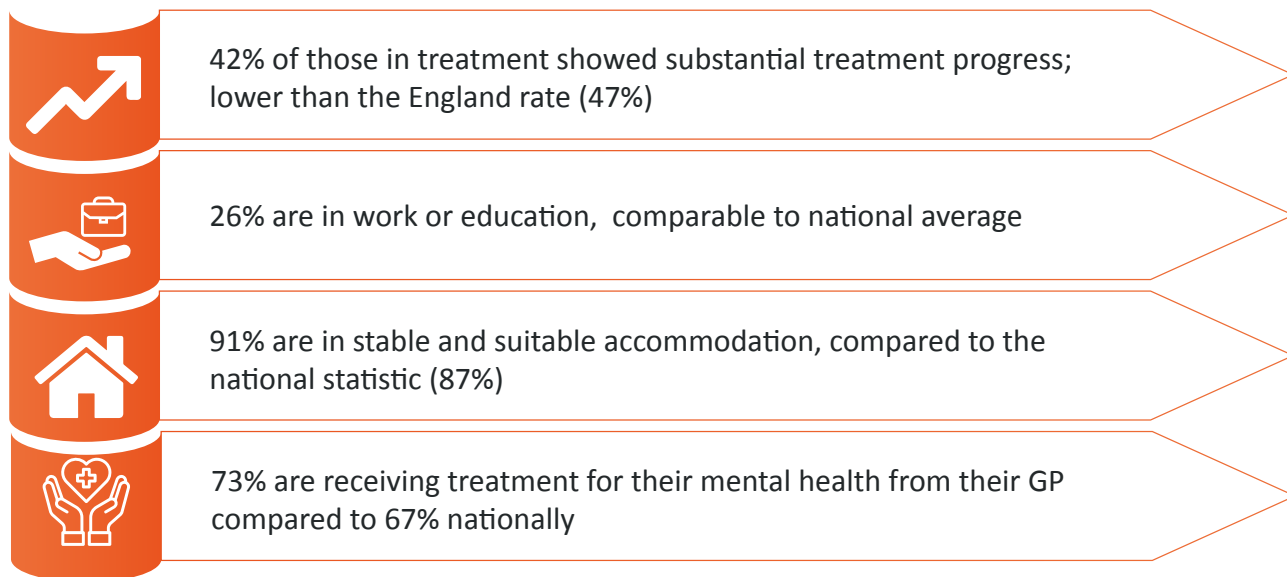 42% of those in treatment showed substantial treatment progress;
lower than the England rate (47%)
26% are in work or education,  comparable to national average
91% are in stable and suitable accommodation, compared to the
national statistic (87%)
73% are receiving treatment for their mental health from their GP
compared to 67% nationally